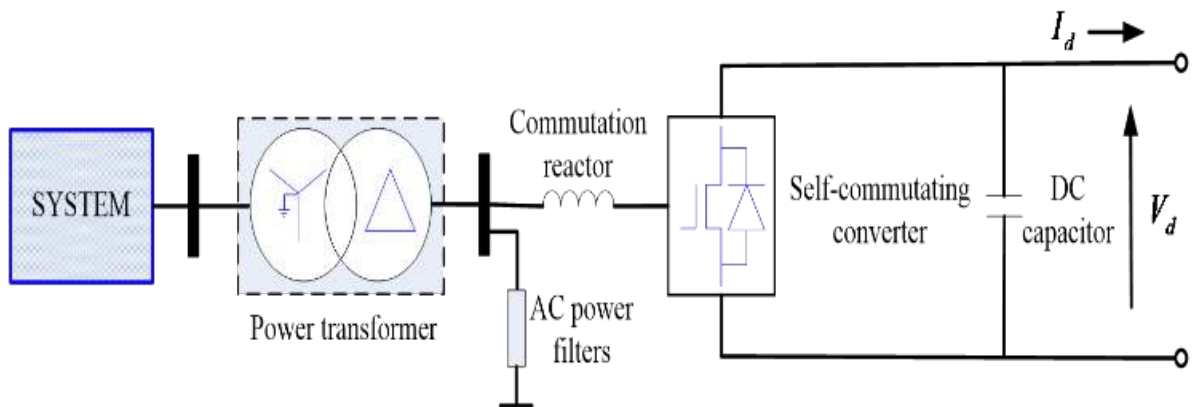 I_d
Commutation
reactor
SYSTEM
Self-commutating
converter
DC
capacitor
V_d
Power transformer
AC power
filters